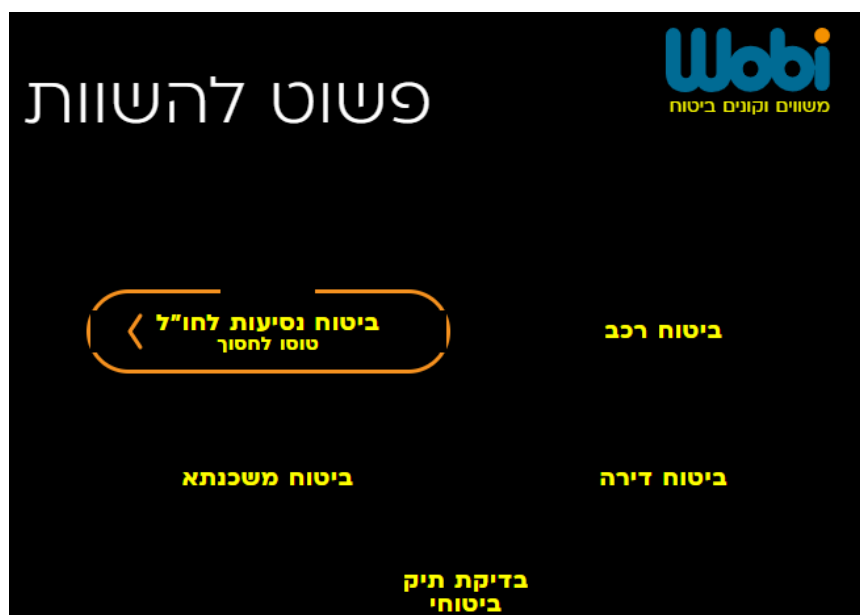 Wobi
משווים וקונים ביטוח
פשוט להשוות
ביטוח רכב
ביטוח נסיעות לחו"ל
טוסו לחסוך
ביטוח דירה
ביטוח משכנתא
בדיקת תיק
ביטוחי